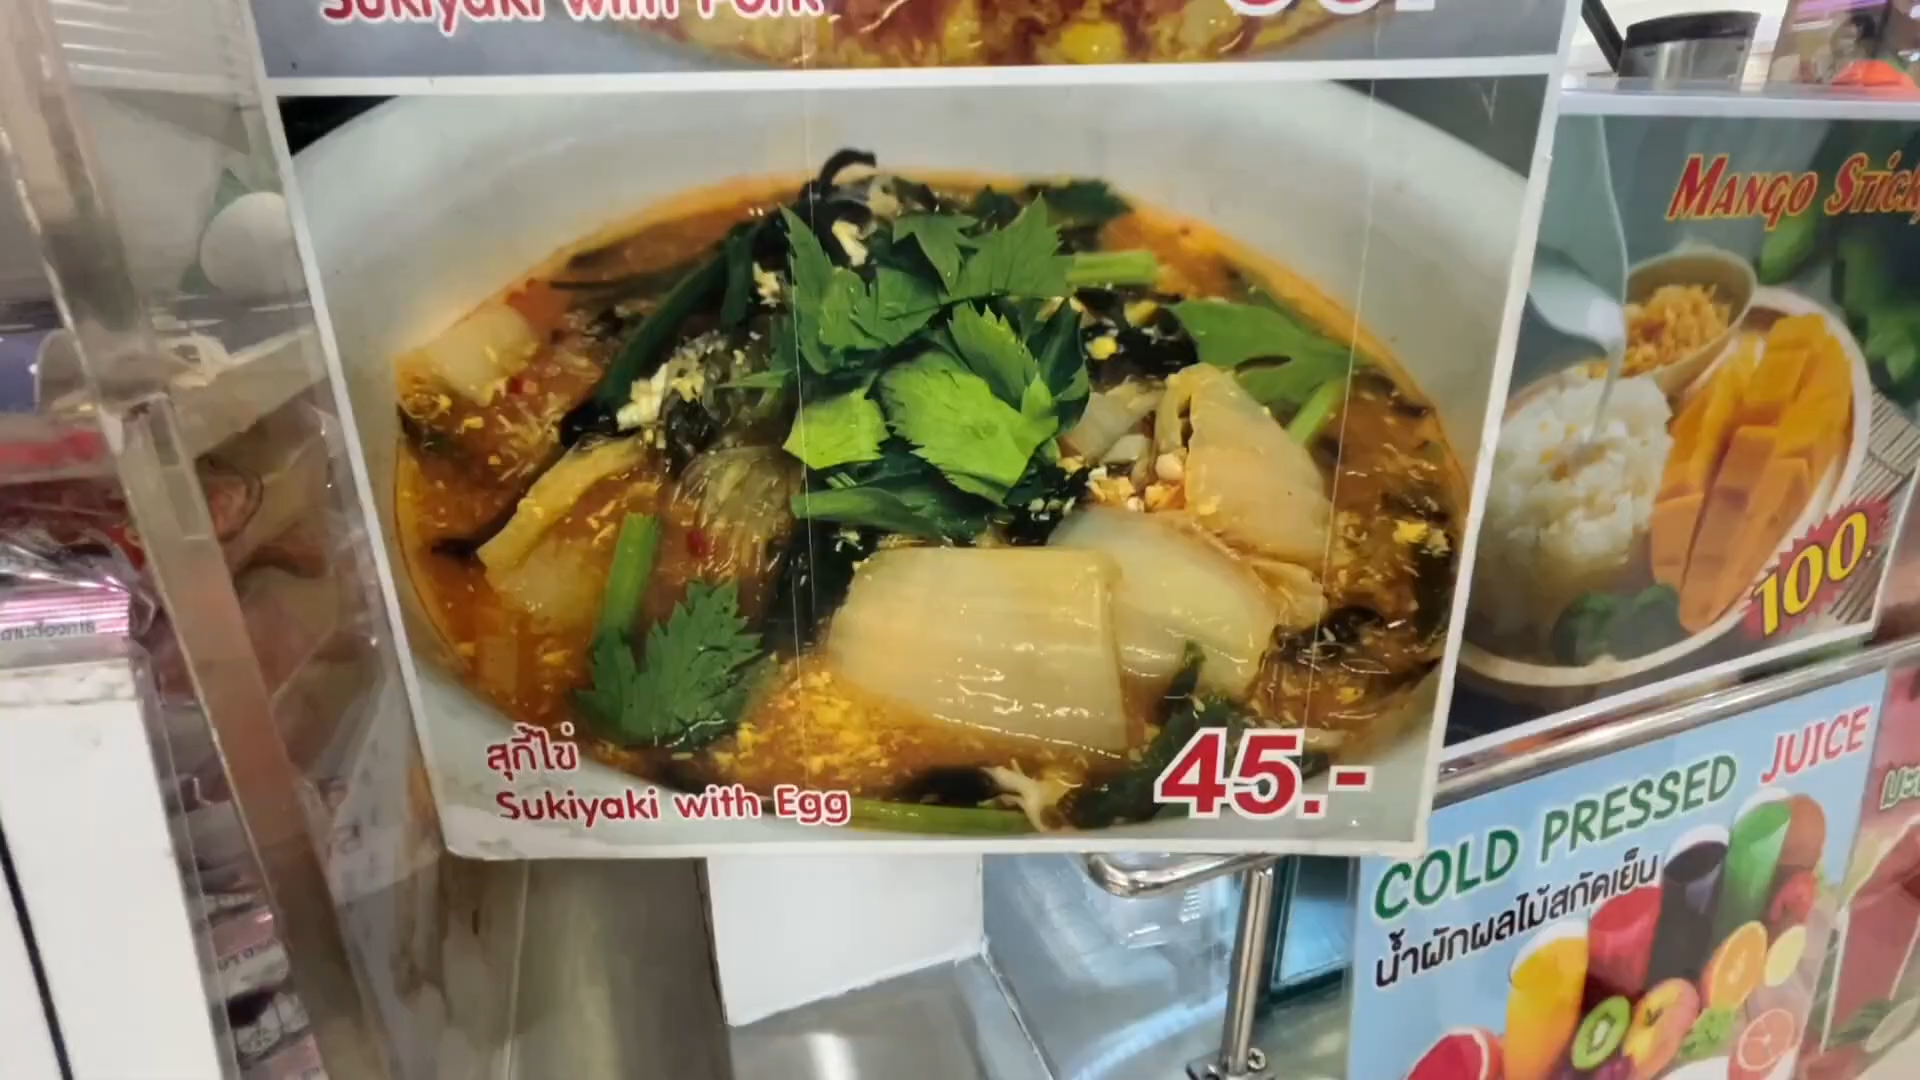 Sukiyaki with Pork
สุกี้ไข่
Sukiyaki with Egg
45.-
MANGO
100.-
COLD PRESSED JUICE
น้ำผักผลไม้สกัดเย็น